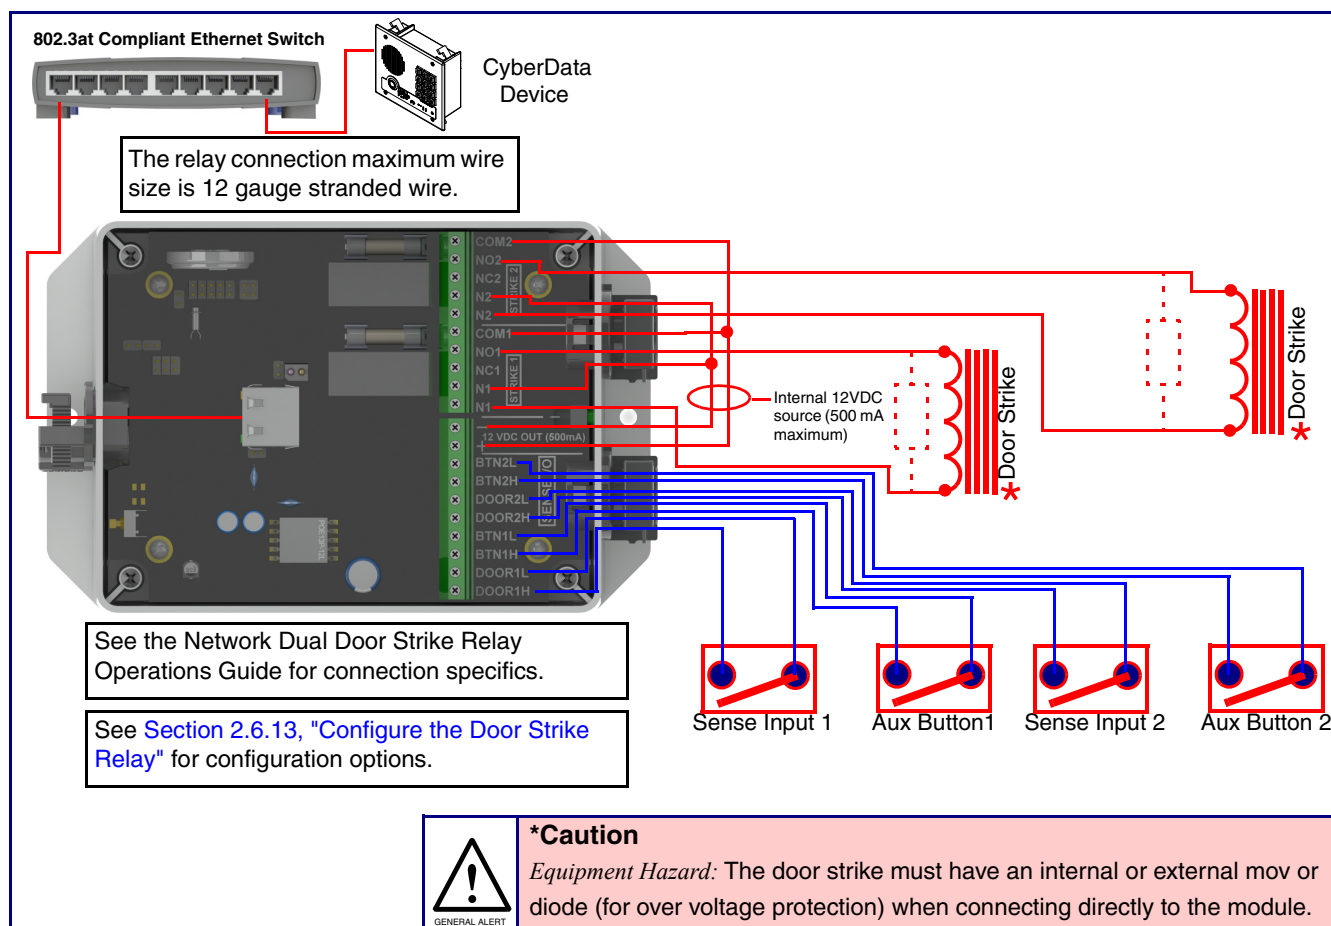 802.3at Compliant Ethernet Switch
CyberData
Device
The relay connection maximum wire
size is 12 gauge stranded wire.
COM2
NO2
NC2
N2
N2
STRIKE 2
COM1
NO1
NC1
N1
N1
STRIKE 1
-
12 VDC OUT (500mA)
+
BTN2L
BTN2H
DOOR2L
DOOR2H
BTN1L
BTN1H
DOOR1L
DOOR1H
POE13P-12L
Internal 12VDC
source (500 mA
maximum)
*Door Strike
*Door Strike
See the Network Dual Door Strike Relay
Operations Guide for connection specifics.
See Section 2.6.13, "Configure the Door Strike
Relay" for configuration options.
Sense Input 1
Aux Button1
Sense Input 2
Aux Button 2
GENERAL ALERT
*Caution
Equipment Hazard: The door strike must have an internal or external mov or
diode (for over voltage protection) when connecting directly to the module.